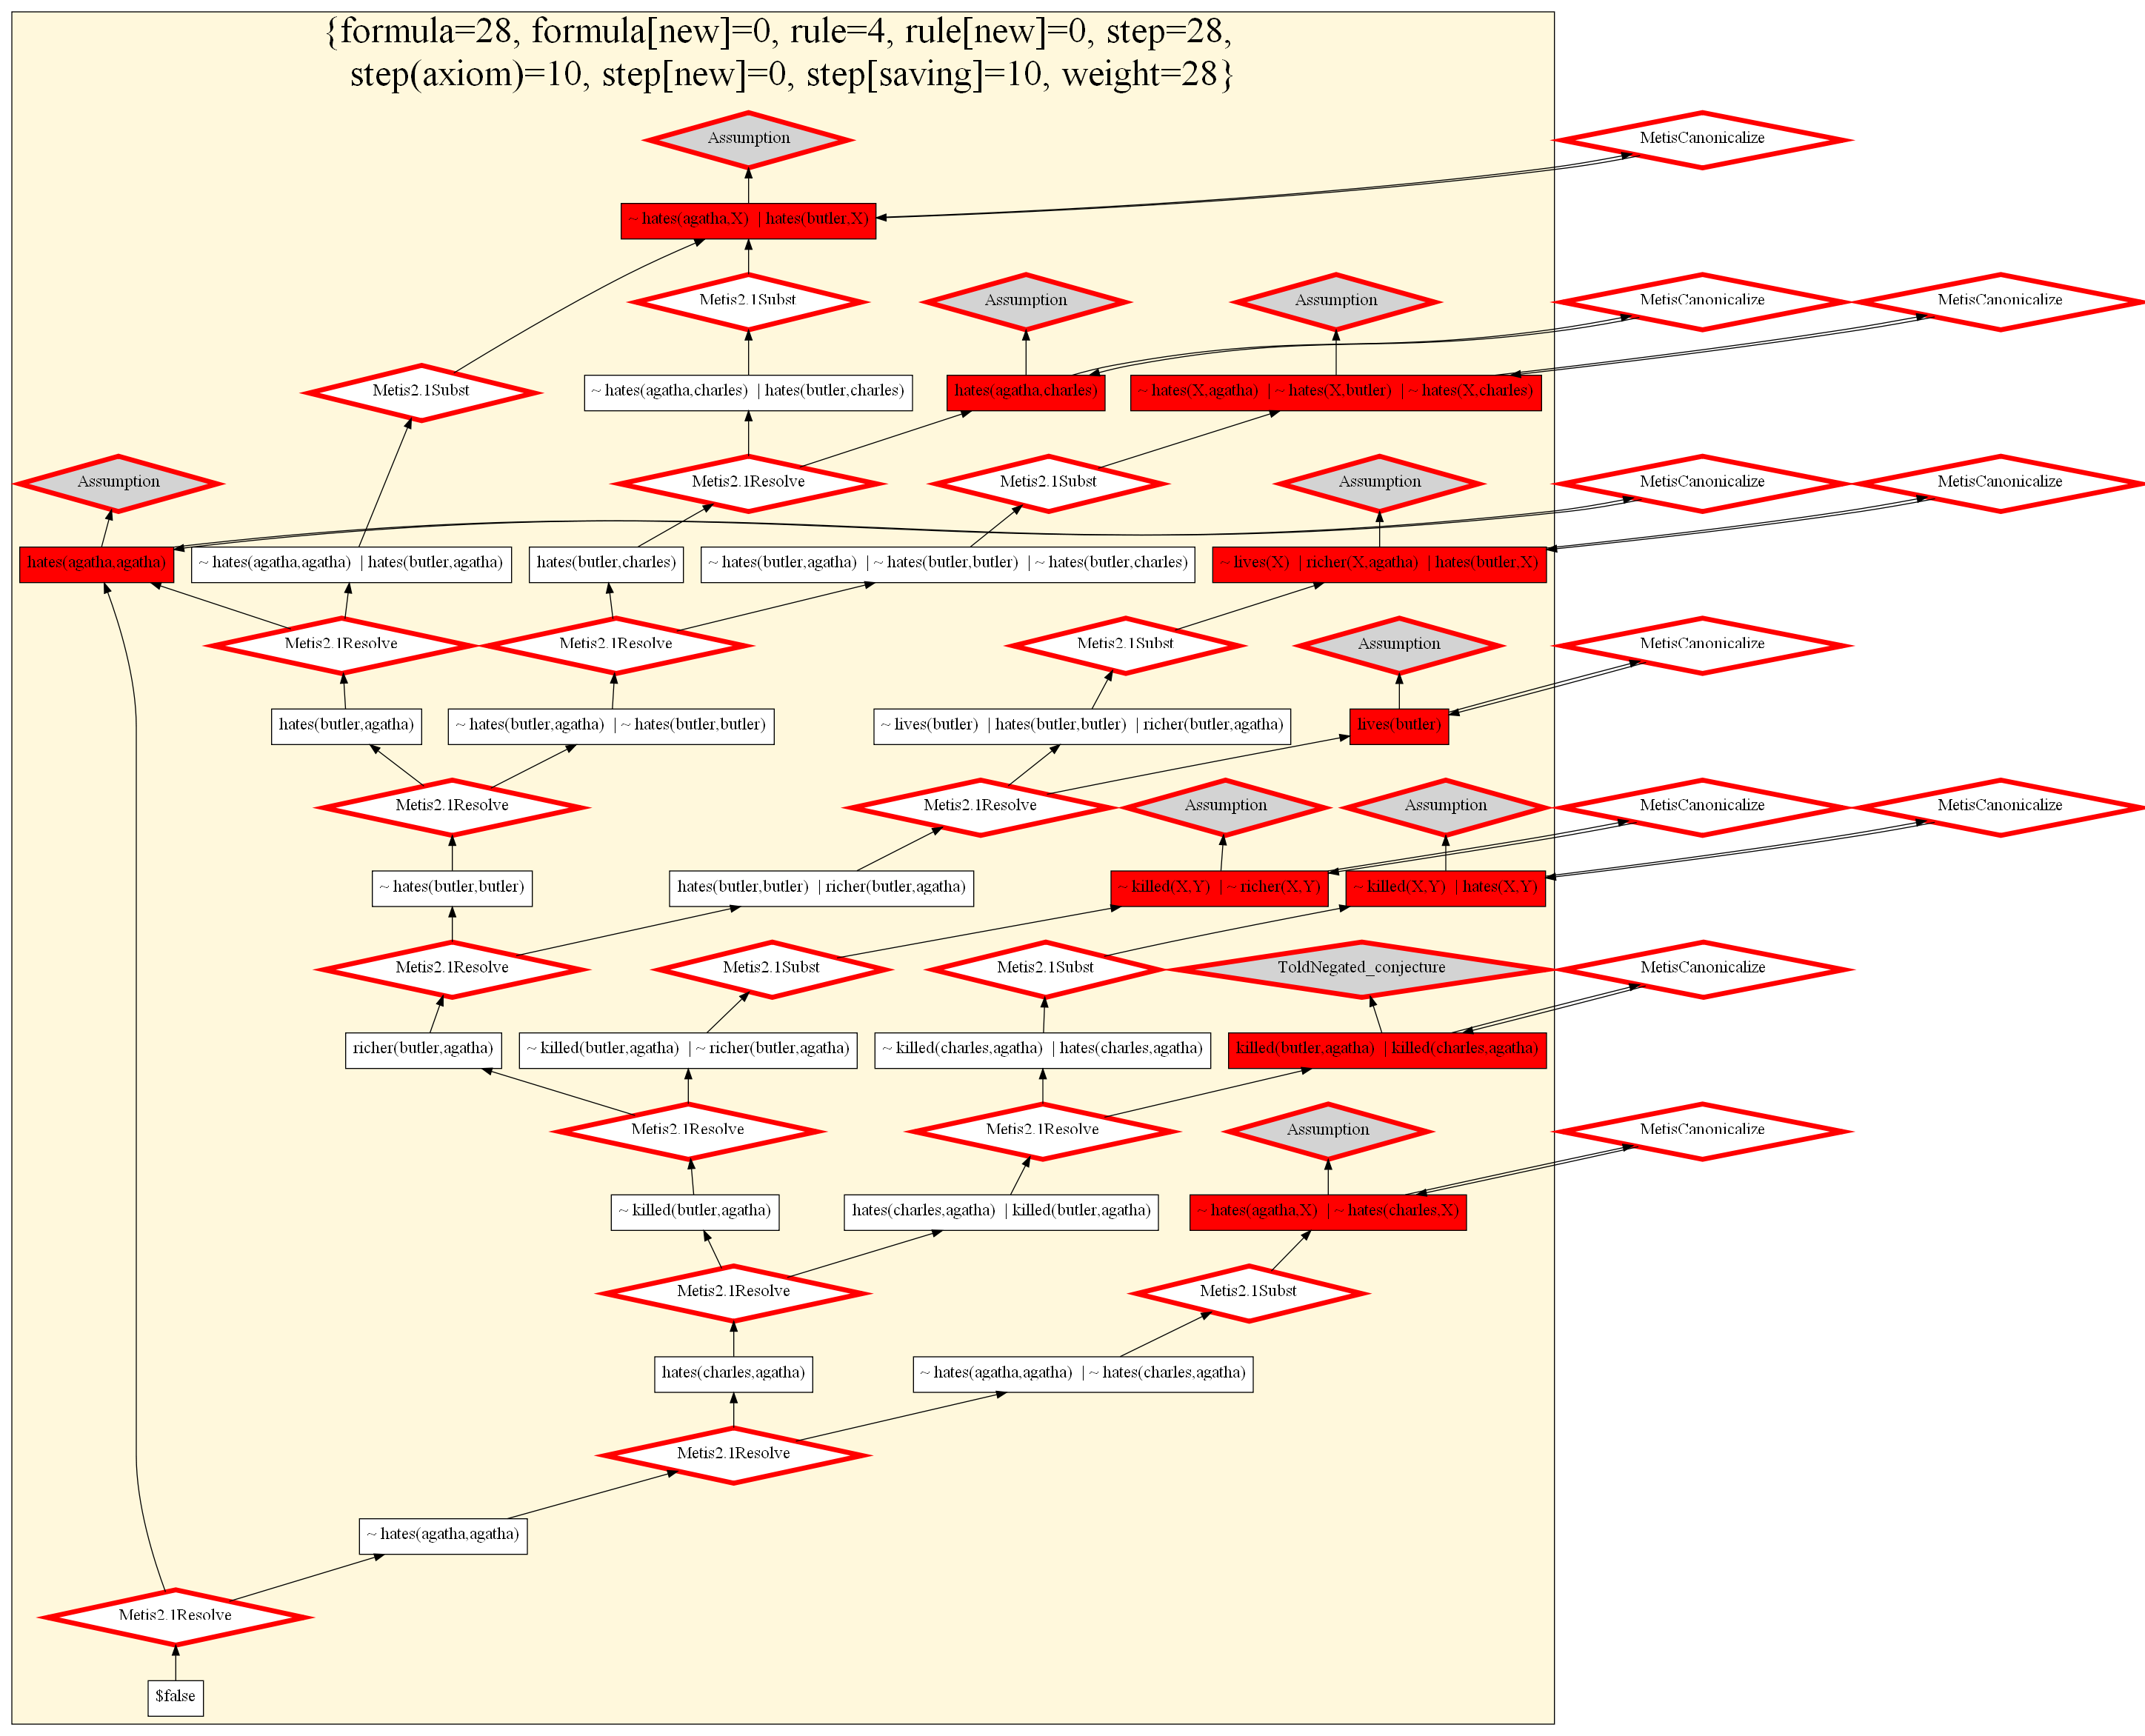 {formula=28, formula[new]=0, rule=4, rule[new]=0, step=28,
step(axiom)=10, step[new]=0, step[saving]=10, weight=28}
Assumption
MetisCanonicalize
~ hates(agatha,X) | hates(butler,X)
Metis2.1Subst
Assumption
Assumption
MetisCanonicalize
MetisCanonicalize
Metis2.1Subst
~ hates(agatha,charles) | hates(butler,charles)
hates(agatha,charles)
~ hates(X,agatha) | ~ hates(X,butler) | ~ hates(X,charles)
Assumption
Metis2.1Resolve
Metis2.1Subst
Assumption
MetisCanonicalize
MetisCanonicalize
hates(agatha,agatha)
~ hates(agatha,agatha) | hates(butler,agatha)
hates(butler,charles)
~ hates(butler,agatha) | ~ hates(butler,butler) | ~ hates(butler,charles)
~ lives(X) | richer(X,agatha) | hates(butler,X)
Metis2.1Resolve
Metis2.1Resolve
Metis2.1Subst
Assumption
MetisCanonicalize
hates(butler,agatha)
~ hates(butler,agatha) | ~ hates(butler,butler)
~ lives(butler) | hates(butler,butler) | richer(butler,agatha)
lives(butler)
Metis2.1Resolve
Metis2.1Resolve
Assumption
Assumption
MetisCanonicalize
MetisCanonicalize
~ hates(butler,butler)
hates(butler,butler) | richer(butler,agatha)
~ killed(X,Y) | ~ richer(X,Y)
~ killed(X,Y) | hates(X,Y)
Metis2.1Resolve
Metis2.1Subst
Metis2.1Subst
ToldNegated_conjecture
MetisCanonicalize
richer(butler,agatha)
~ killed(butler,agatha) | ~ richer(butler,agatha)
~ killed(charles,agatha) | hates(charles,agatha)
killed(butler,agatha) | killed(charles,agatha)
Metis2.1Resolve
Metis2.1Resolve
Assumption
MetisCanonicalize
~ killed(butler,agatha)
hates(charles,agatha) | killed(butler,agatha)
~ hates(agatha,X) | ~ hates(charles,X)
Metis2.1Resolve
Metis2.1Subst
hates(charles,agatha)
~ hates(agatha,agatha) | ~ hates(charles,agatha)
Metis2.1Resolve
~ hates(agatha,agatha)
Metis2.1Resolve
$false